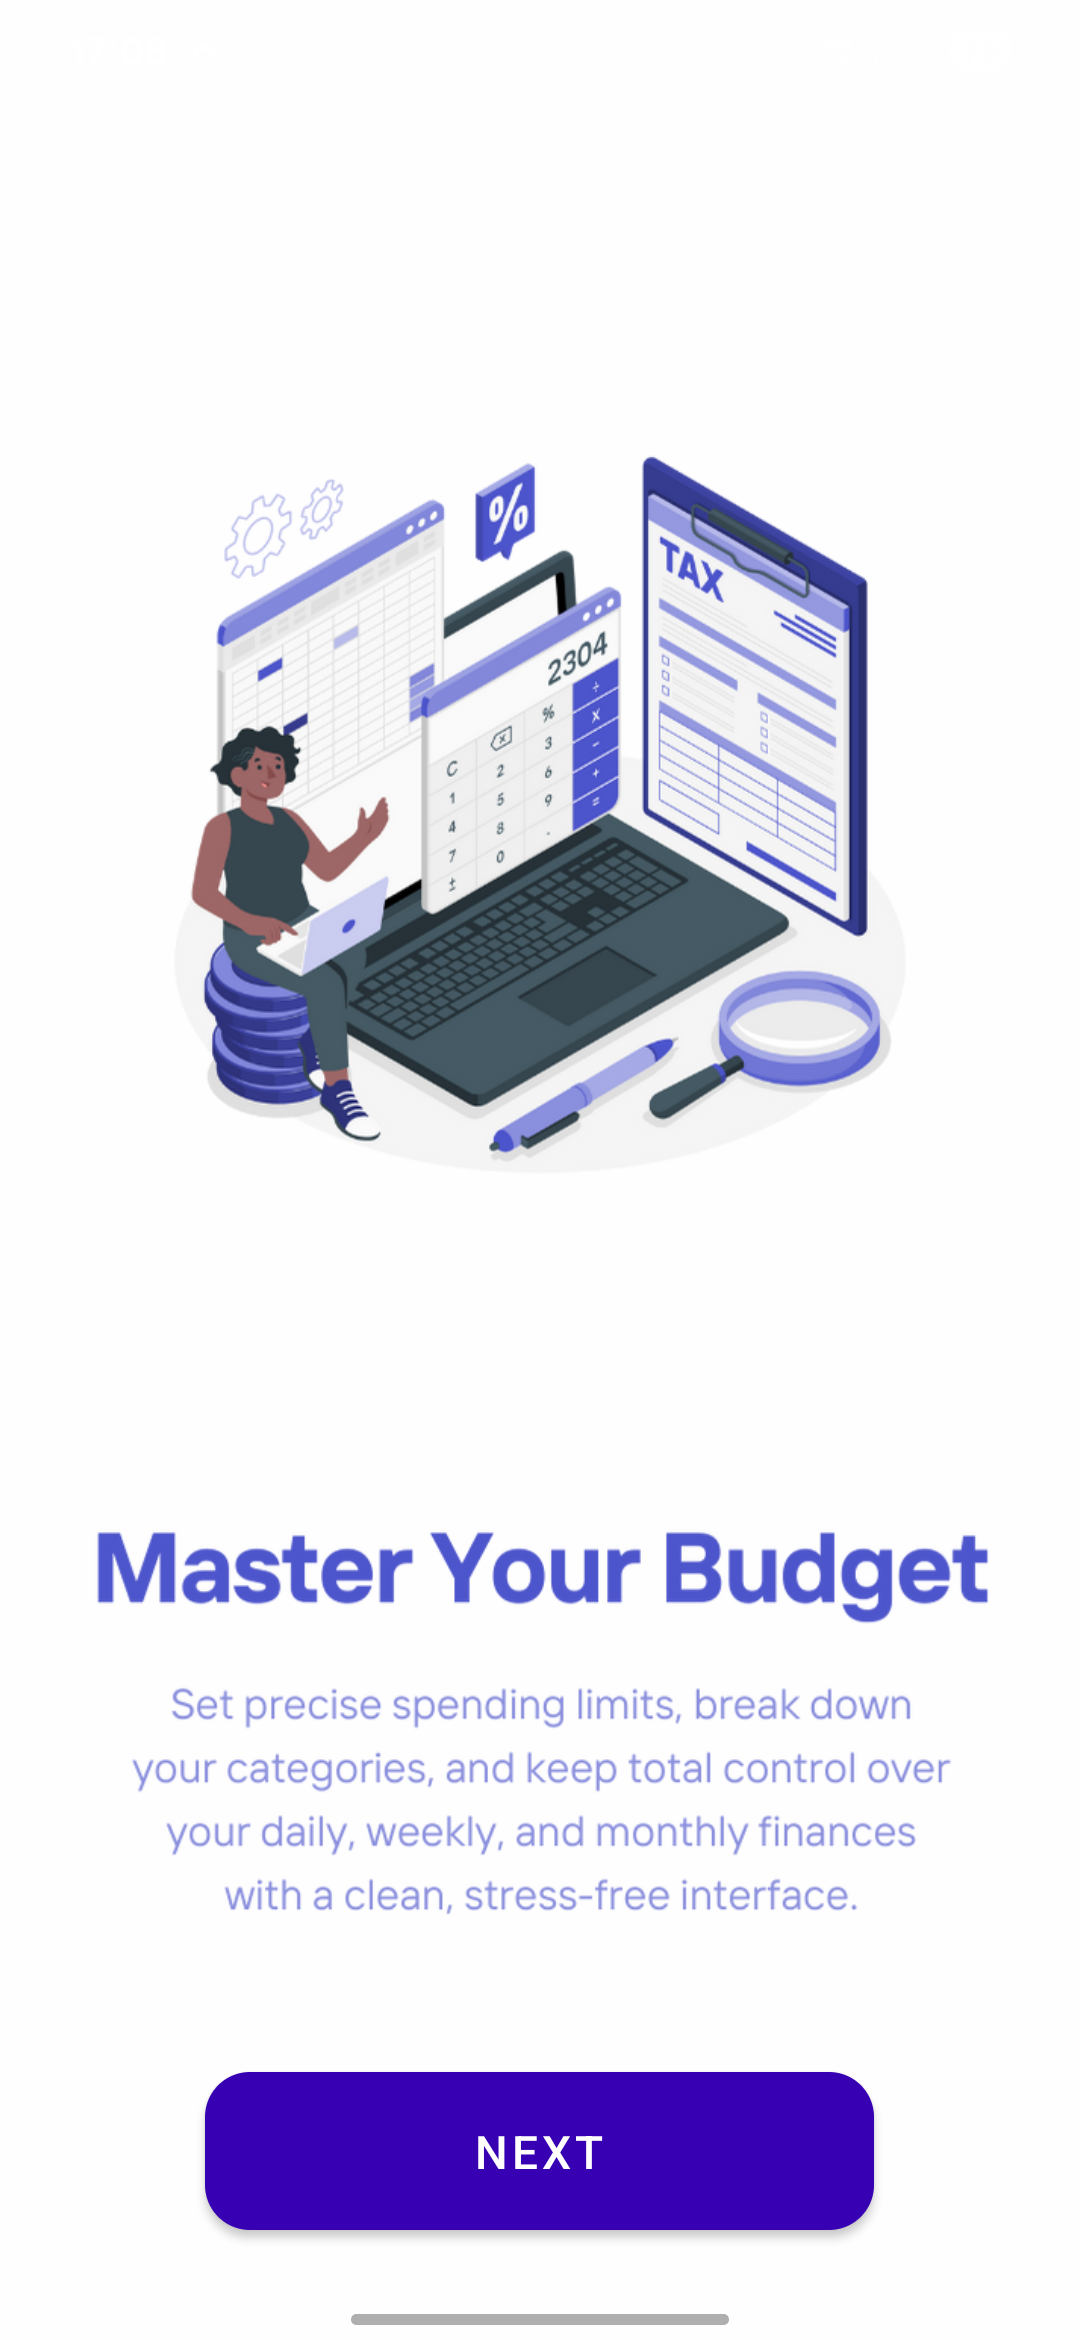 %
TAX
2304
%
÷
C
2
3
×
1
5
6
−
4
8
9
+
7
0
.
=
±
Master Your Budget
Set precise spending limits, break down
your categories, and keep total control over
your daily, weekly, and monthly finances
with a clean, stress-free interface.
NEXT